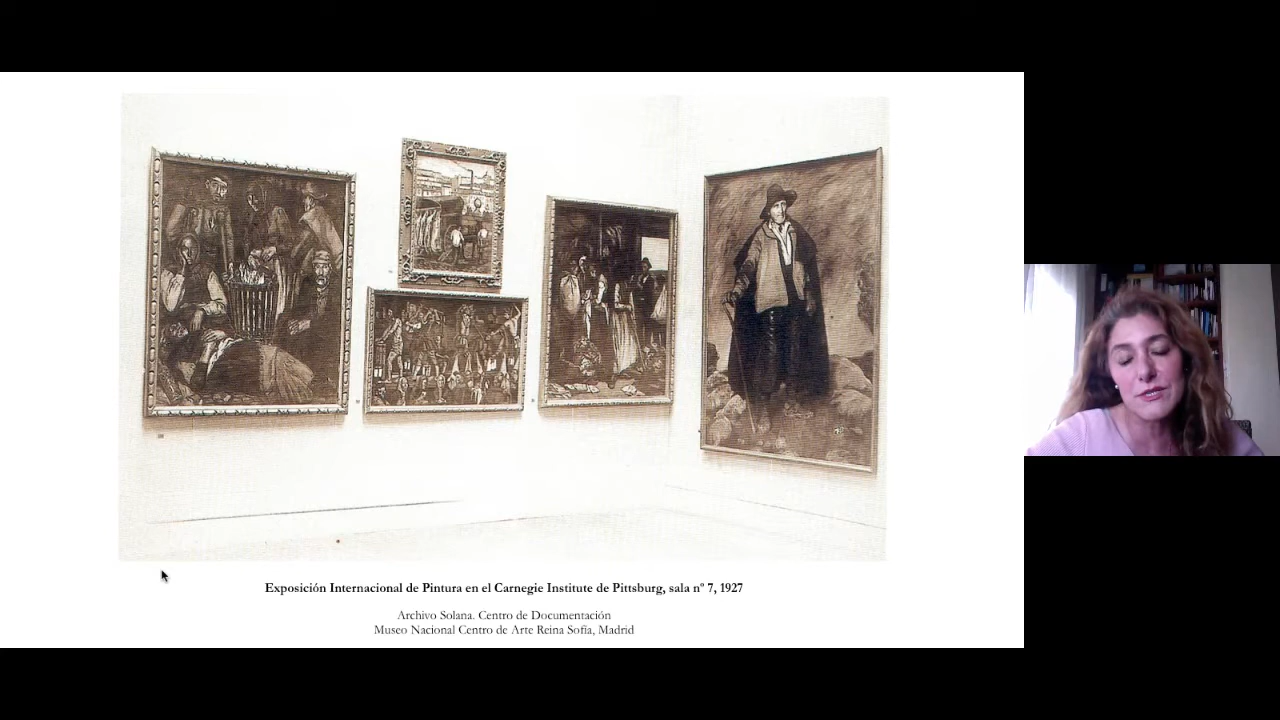 Exposición Internacional de Pintura en el Carnegie Institute de Pittsburg, sala nº 7, 1927
Archivo Solana. Centro de Documentación
Museo Nacional Centro de Arte Reina Sofía, Madrid